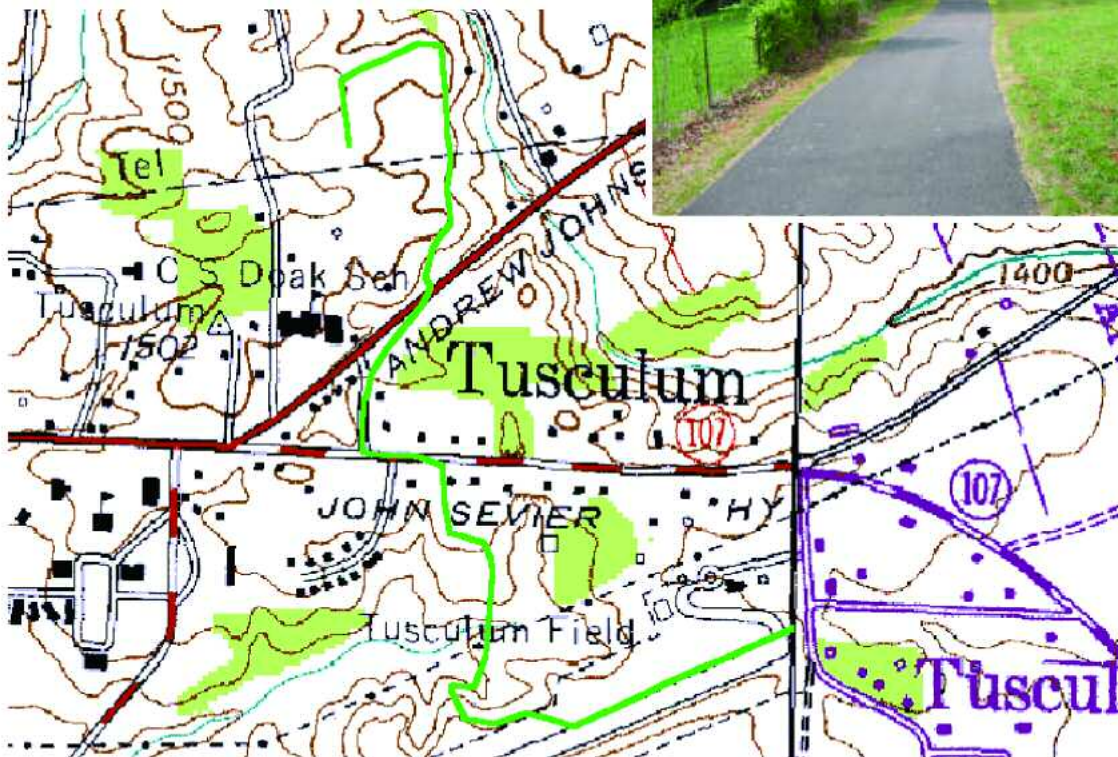 1500
Tel
ANDREW JOHNS
C S Doak Sch
1400
Tusculum
1502
Tusculum
107
JOHN SEVIER HY
107
Tusculum Field
Tuscul